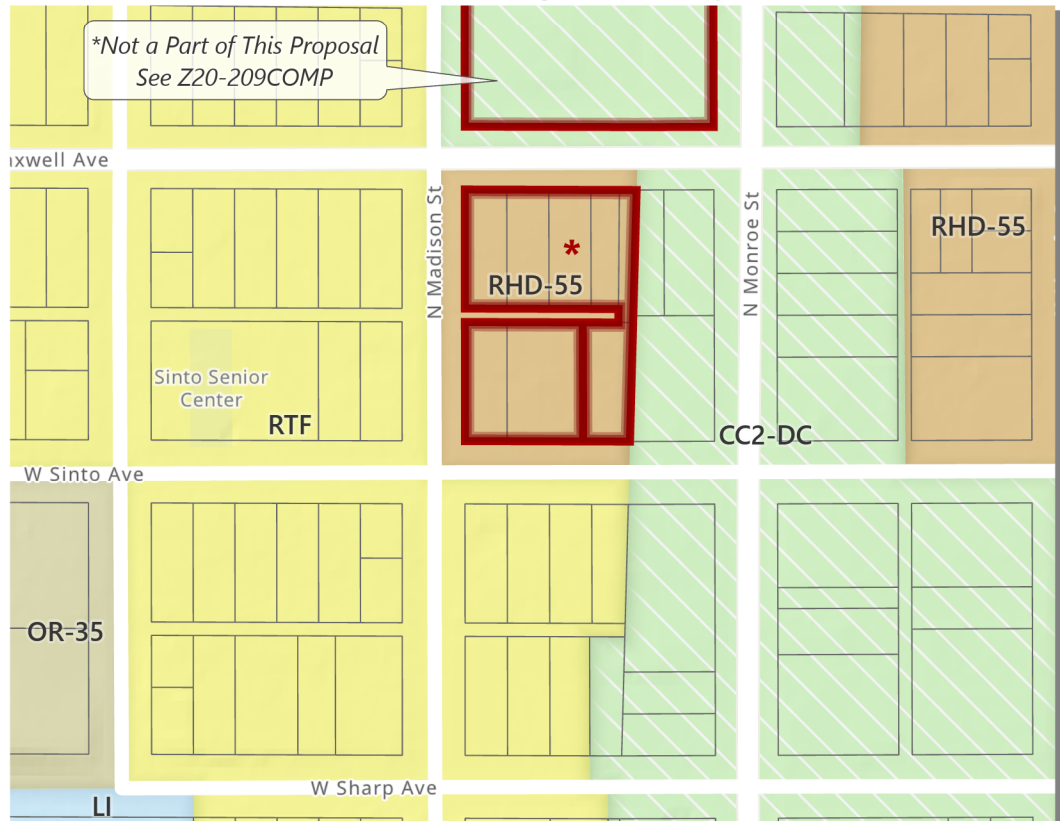 *Not a Part of This Proposal
See Z20-209COMP
axwell Ave
N Madison St
N Monroe St
RHD-55
*
RHD-55
Sinto Senior
Center
RTF
CC2-DC
W Sinto Ave
OR-35
W Sharp Ave
LI